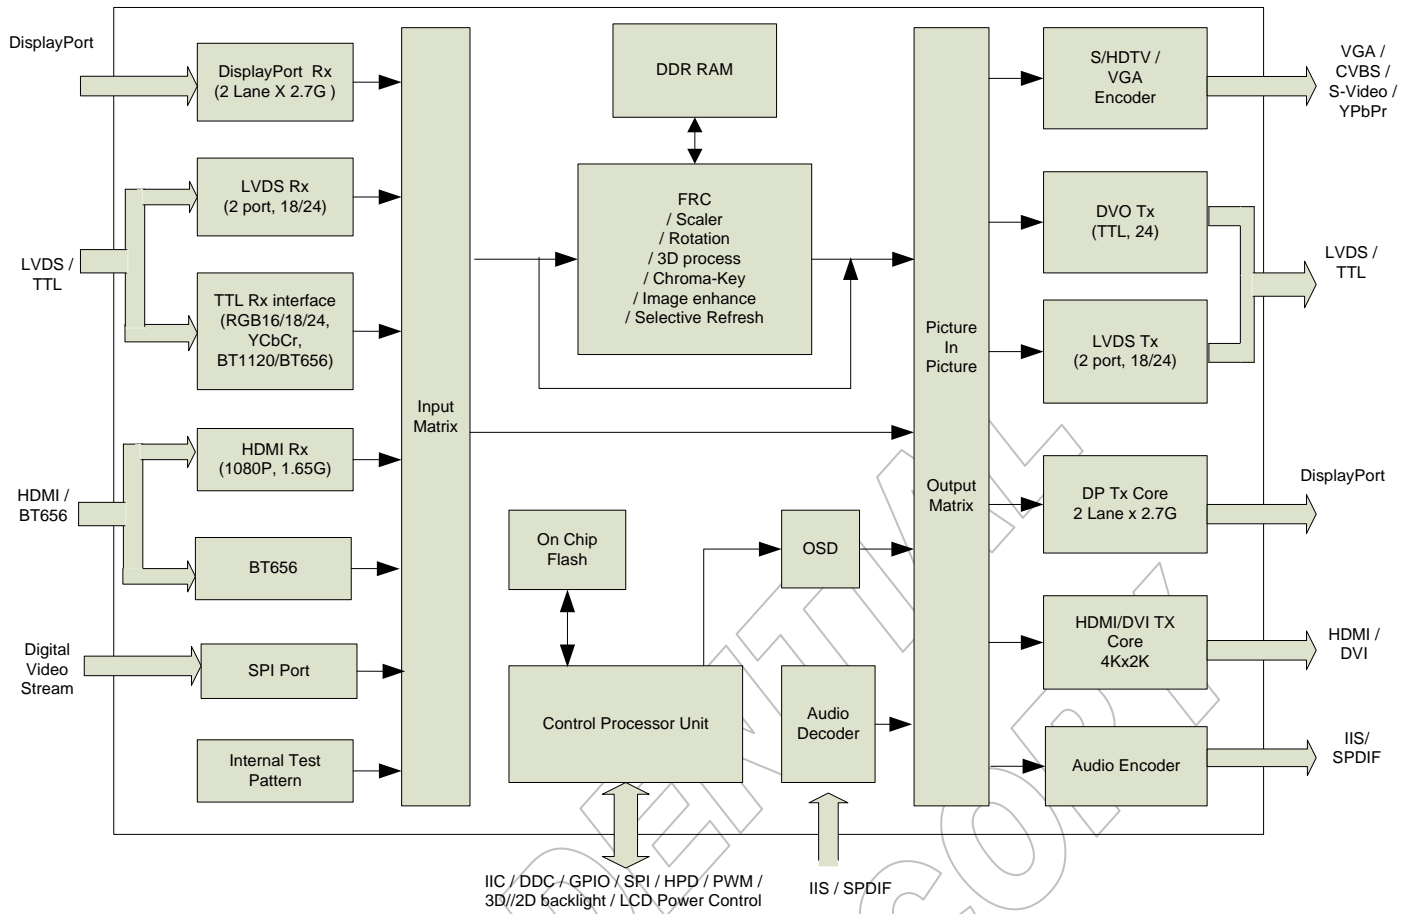 DisplayPort
DisplayPort Rx
(2 Lane X 2.7G )
LVDS Rx
(2 port, 18/24)
LVDS /
TTL
TTL Rx interface
(RGB16/18/24,
YCbCr,
BT1120/BT656)
HDMI Rx
(1080P, 1.65G)
HDMI /
BT656
BT656
Digital
Video
Stream
SPI Port
Internal Test
Pattern
Input
Matrix
DDR RAM
FRC
/ Scaler
/ Rotation
/ 3D process
/ Chroma-Key
/ Image enhance
/ Selective Refresh
On Chip
Flash
OSD
Control Processor Unit
Audio
Decoder
IIC / DDC / GPIO / SPI / HPD / PWM /
3D//2D backlight / LCD Power Control
IIS / SPDIF
Picture
In
Picture
Output
Matrix
S/HDTV /
VGA
Encoder
VGA /
CVBS /
S-Video /
YPbPr
DVO Tx
(TTL, 24)
LVDS Tx
(2 port, 18/24)
LVDS /
TTL
DP Tx Core
2 Lane x 2.7G
DisplayPort
HDMI/DVI TX
Core
4Kx2K
HDMI /
DVI
Audio Encoder
IIS/
SPDIF